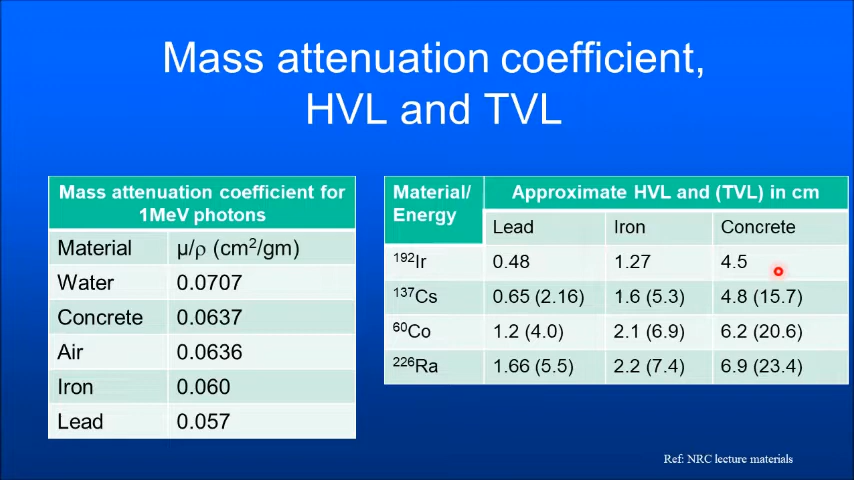 Mass attenuation coefficient,
HVL and TVL
Mass attenuation coefficient for
1MeV photons
Material μ/ρ (cm²/gm)
Water 0.0707
Concrete 0.0637
Air 0.0636
Iron 0.060
Lead 0.057
Material/
Energy
Approximate HVL and (TVL) in cm
Lead Iron Concrete
¹⁹²Ir 0.48 1.27 4.5
¹³⁷Cs 0.65 (2.16) 1.6 (5.3) 4.8 (15.7)
⁶⁰Co 1.2 (4.0) 2.1 (6.9) 6.2 (20.6)
²²⁶Ra 1.66 (5.5) 2.2 (7.4) 6.9 (23.4)
Ref: NRC lecture materials